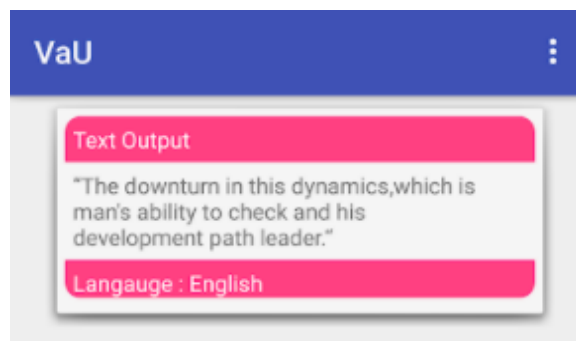 VaU
Text Output
“The downturn in this dynamics,which is
man's ability to check and his
development path leader.”
Langauge : English